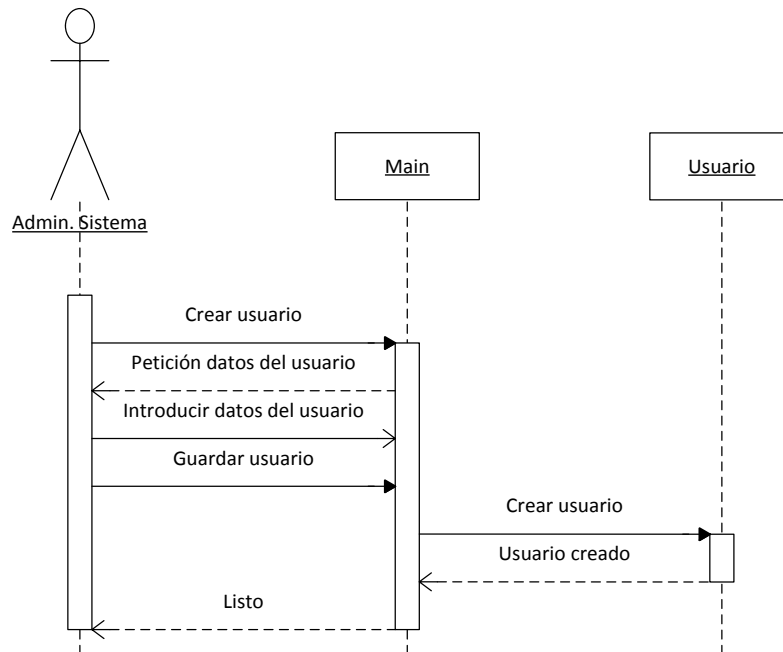 Main
Usuario
Admin. Sistema
Crear usuario
Petición datos del usuario
Introducir datos del usuario
Guardar usuario
Crear usuario
Usuario creado
Listo